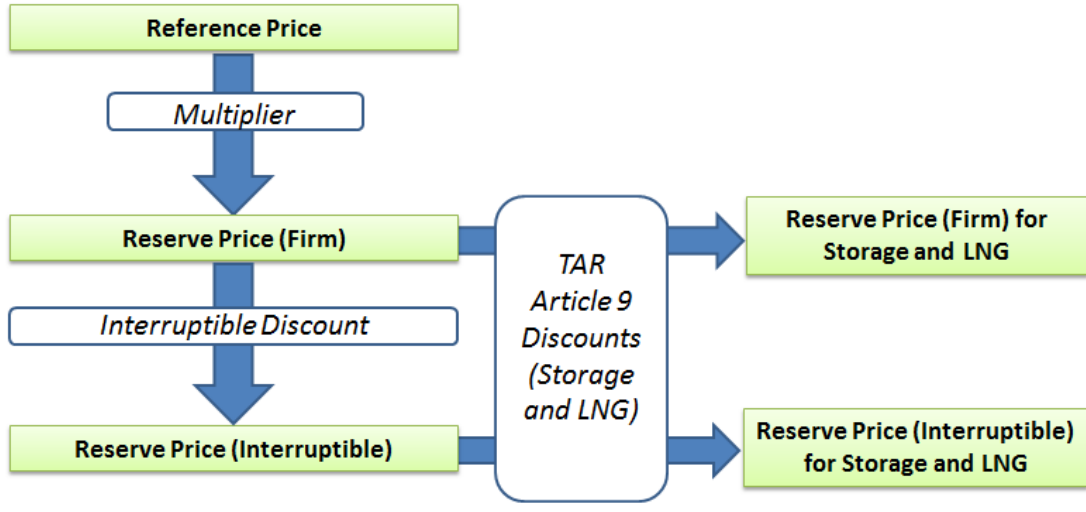 Reference Price
Multiplier
Reserve Price (Firm)
Interruptible Discount
Reserve Price (Interruptible)
TAR
Article 9
Discounts
(Storage
and LNG)
Reserve Price (Firm) for
Storage and LNG
Reserve Price (Interruptible)
for Storage and LNG